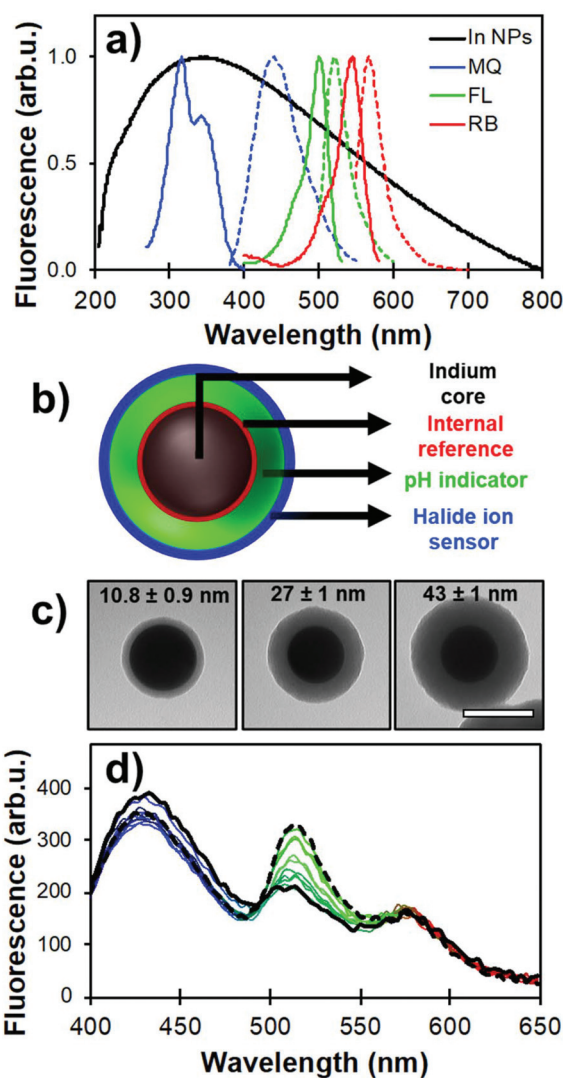 a)
In NPs
MQ
FL
RB
Fluorescence (arb.u.)
1.0
0.5
0.0
200 300 400 500 600 700 800
Wavelength (nm)
b)
Indium
core
Internal
reference
pH indicator
Halide ion
sensor
c)
10.8 ± 0.9 nm
27 ± 1 nm
43 ± 1 nm
d)
Fluorescence (arb.u.)
400
300
200
100
0
400 450 500 550 600 650
Wavelength (nm)